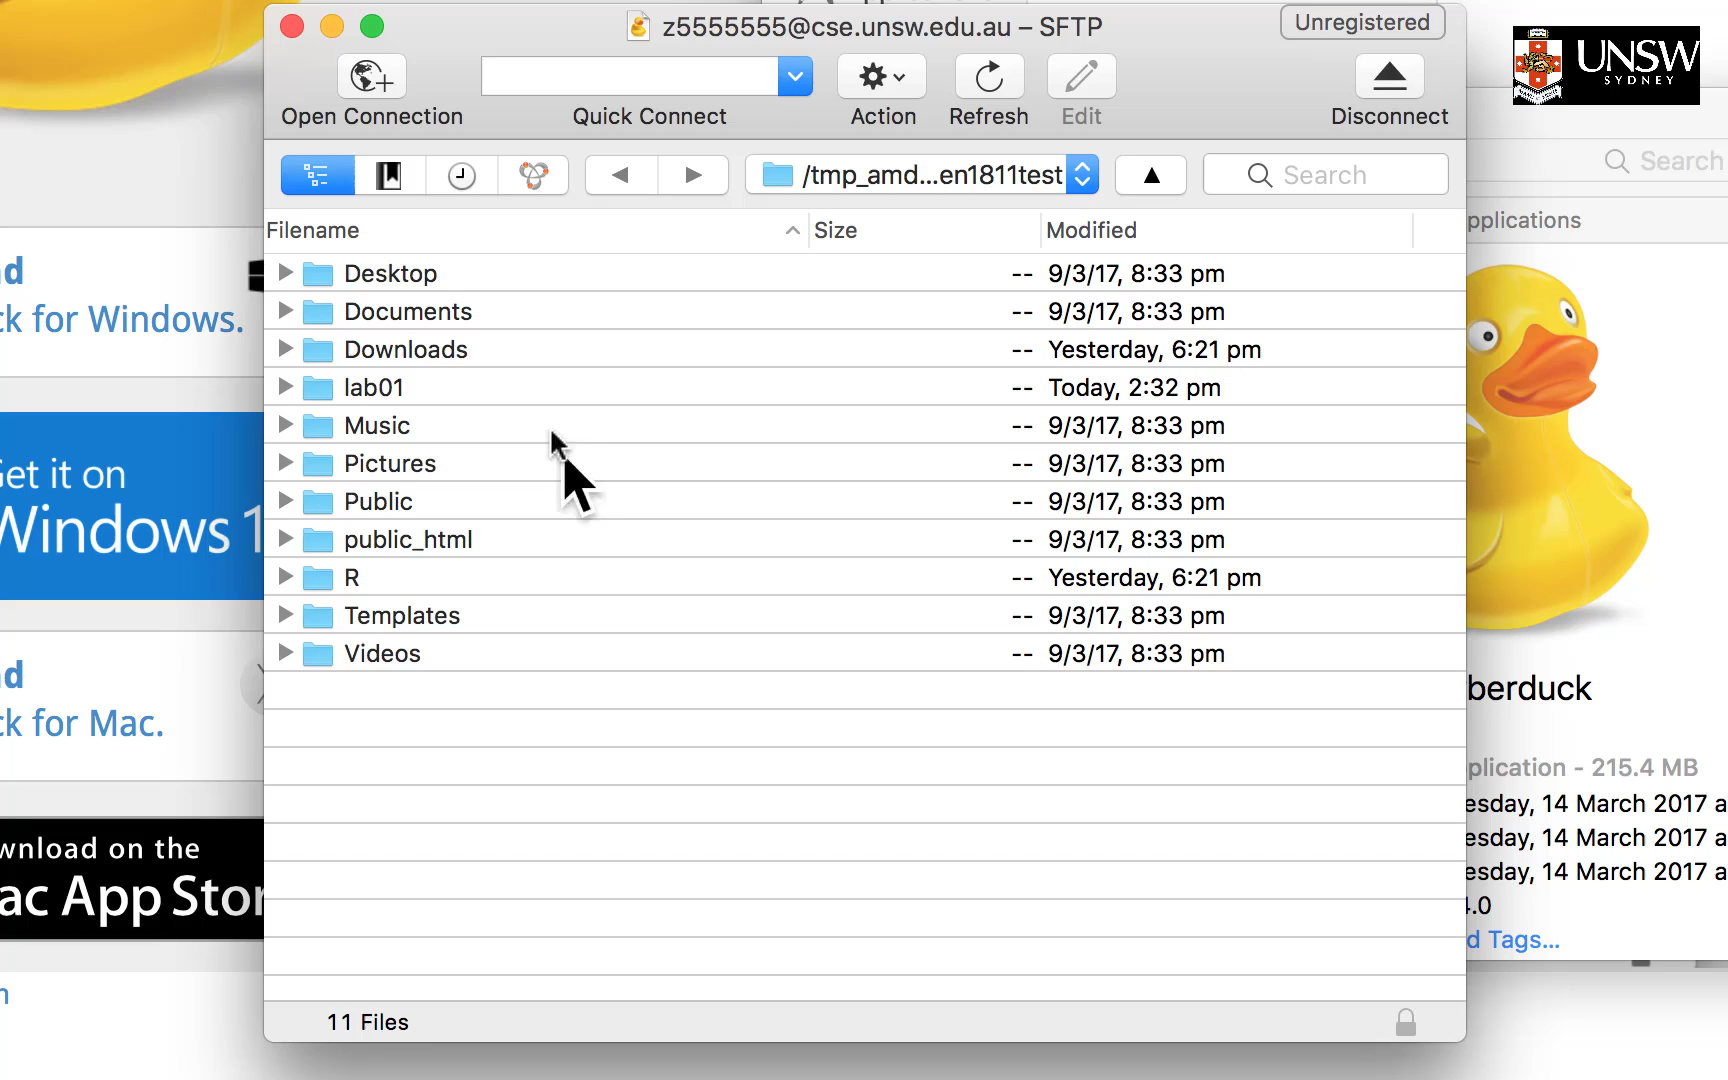 z5555555@cse.unsw.edu.au – SFTP
Unregistered
UNSW
SYDNEY
Open Connection
Quick Connect
Action
Refresh
Edit
Disconnect
/tmp_amd...en1811test
Search
Search
Filename
Size
Modified
pplications
Desktop -- 9/3/17, 8:33 pm
Documents -- 9/3/17, 8:33 pm
Downloads -- Yesterday, 6:21 pm
lab01 -- Today, 2:32 pm
Music -- 9/3/17, 8:33 pm
Pictures -- 9/3/17, 8:33 pm
Public -- 9/3/17, 8:33 pm
public_html -- 9/3/17, 8:33 pm
R -- Yesterday, 6:21 pm
Templates -- 9/3/17, 8:33 pm
Videos -- 9/3/17, 8:33 pm
11 Files
d
ck for Windows.
et it on
Windows 1
d
ck for Mac.
wnload on the
ac App Stor
berduck
plication - 215.4 MB
esday, 14 March 2017 a
esday, 14 March 2017 a
esday, 14 March 2017 a
.0
d Tags...